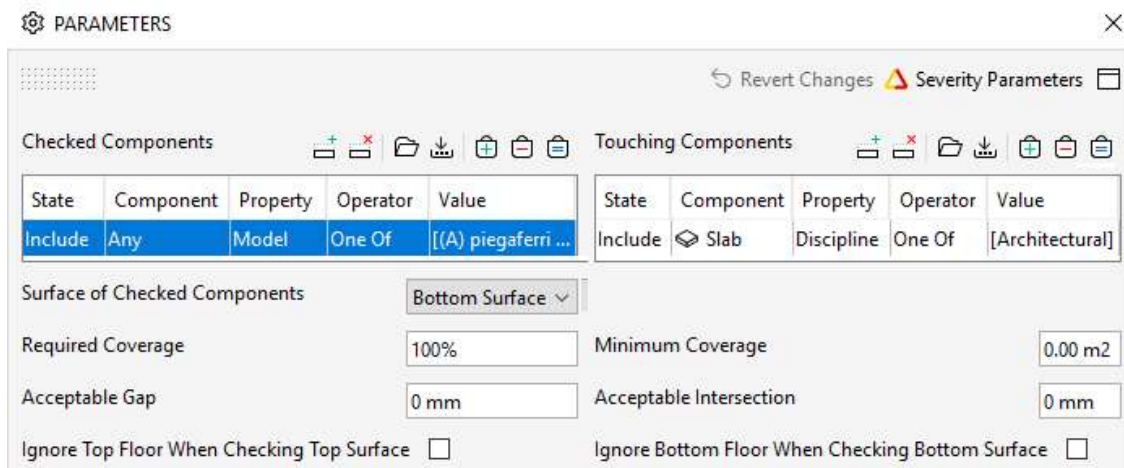 PARAMETERS
Revert Changes Severity Parameters
Checked Components Touching Components
State Component Property Operator Value State Component Property Operator Value
Include Any Model One Of [(A) piegaferri ... Include Slab Discipline One Of [Architectural]
Surface of Checked Components Bottom Surface
Required Coverage 100% Minimum Coverage 0.00 m2
Acceptable Gap 0 mm Acceptable Intersection 0 mm
Ignore Top Floor When Checking Top Surface Ignore Bottom Floor When Checking Bottom Surface